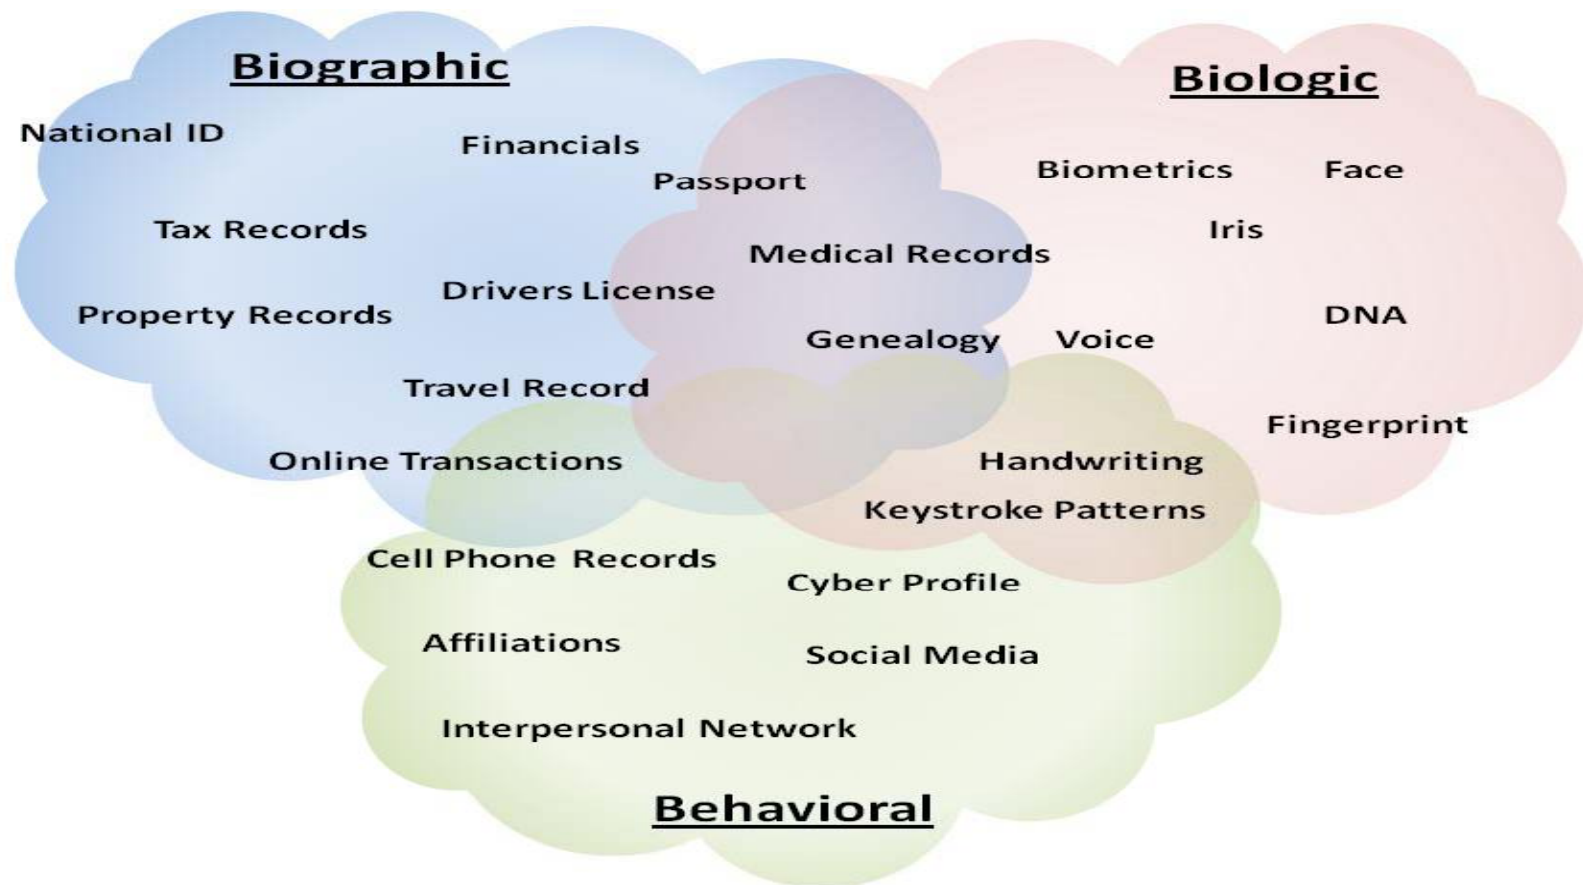 Biographic
National ID
Financials
Passport
Tax Records
Drivers License
Property Records
Travel Record
Online Transactions
Medical Records
Genealogy
Biologic
Biometrics
Face
Iris
DNA
Voice
Fingerprint
Handwriting
Keystroke Patterns
Cell Phone Records
Cyber Profile
Affiliations
Social Media
Interpersonal Network
Behavioral